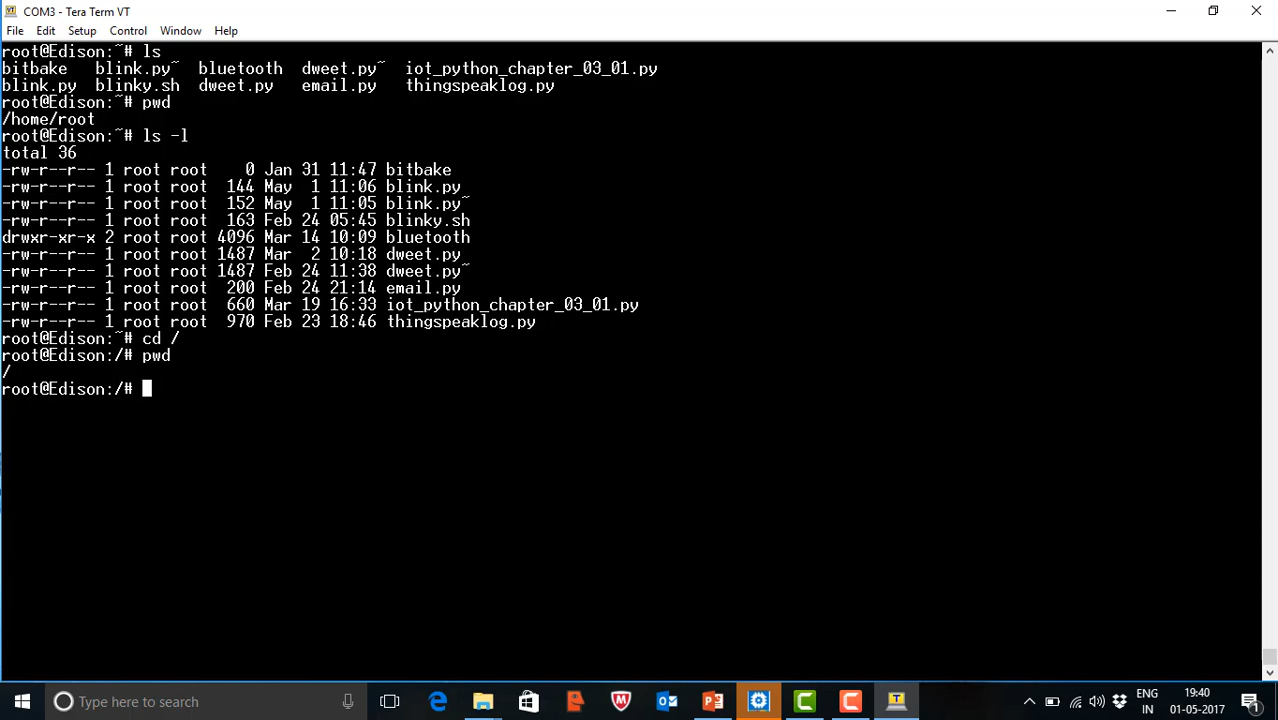 COM3 - Tera Term VT
File Edit Setup Control Window Help
root@Edison:~# ls
bitbake blink.py~ bluetooth dweet.py~ iot_python_chapter_03_01.py
blink.py blinky.sh dweet.py email.py thingspeaklog.py
root@Edison:~# pwd
/home/root
root@Edison:~# ls -l
total 36
-rw-r--r-- 1 root root 0 Jan 31 11:47 bitbake
-rw-r--r-- 1 root root 144 May 1 11:06 blink.py
-rw-r--r-- 1 root root 152 May 1 11:05 blink.py~
-rw-r--r-- 1 root root 163 Feb 24 05:45 blinky.sh
drwxr-xr-x 2 root root 4096 Mar 14 10:09 bluetooth
-rw-r--r-- 1 root root 1487 Mar 2 10:18 dweet.py
-rw-r--r-- 1 root root 1487 Feb 24 11:38 dweet.py~
-rw-r--r-- 1 root root 200 Feb 24 21:14 email.py
-rw-r--r-- 1 root root 660 Mar 19 16:33 iot_python_chapter_03_01.py
-rw-r--r-- 1 root root 970 Feb 23 18:46 thingspeaklog.py
root@Edison:~# cd /
root@Edison:/# pwd
/
root@Edison:/#
Type here to search
ENG 19:40
IN 01-05-2017